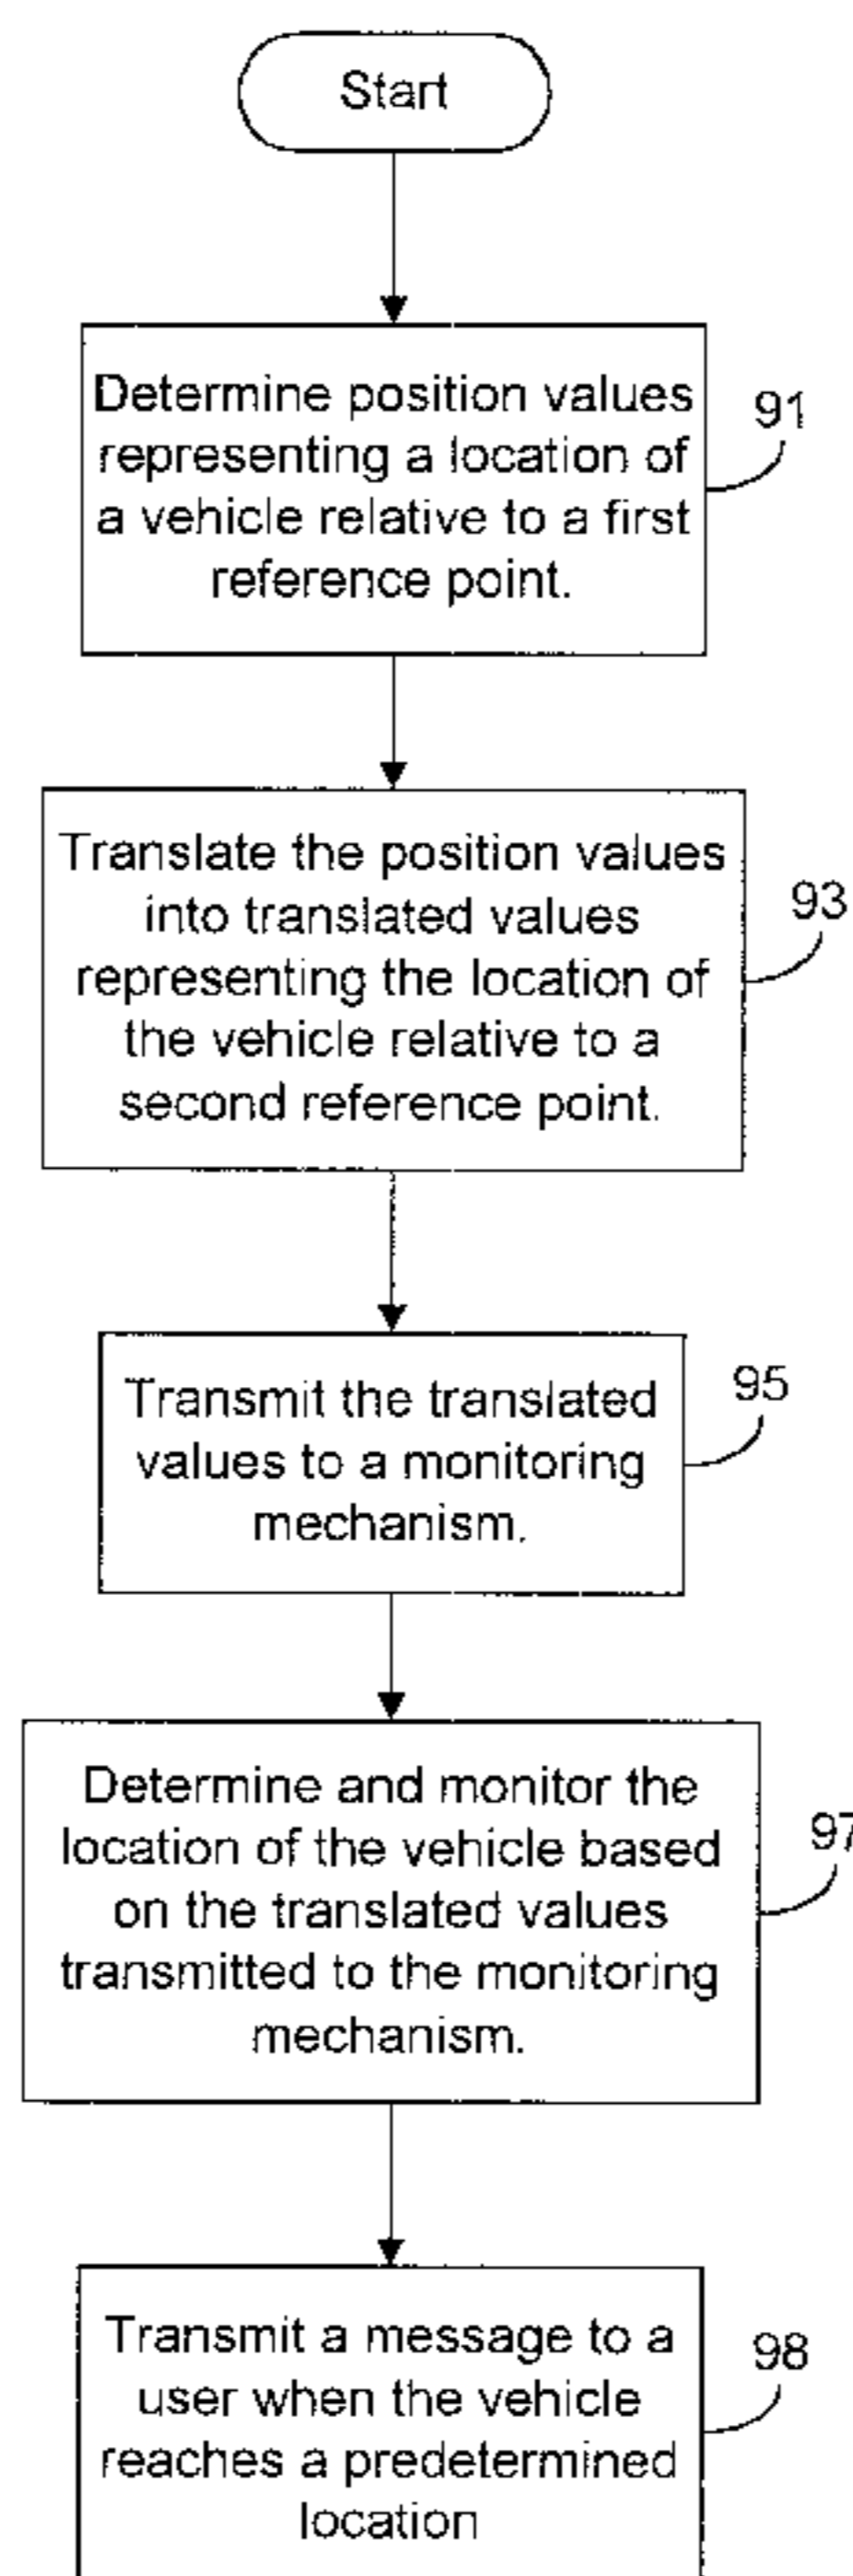 Start
Determine position values
representing a location of
a vehicle relative to a first
reference point.
91
Translate the position values
into translated values
representing the location of
the vehicle relative to a
second reference point.
93
Transmit the translated
values to a monitoring
mechanism.
95
Determine and monitor the
location of the vehicle based
on the translated values
transmitted to the monitoring
mechanism.
97
Transmit a message to a
user when the vehicle
reaches a predetermined
location
98